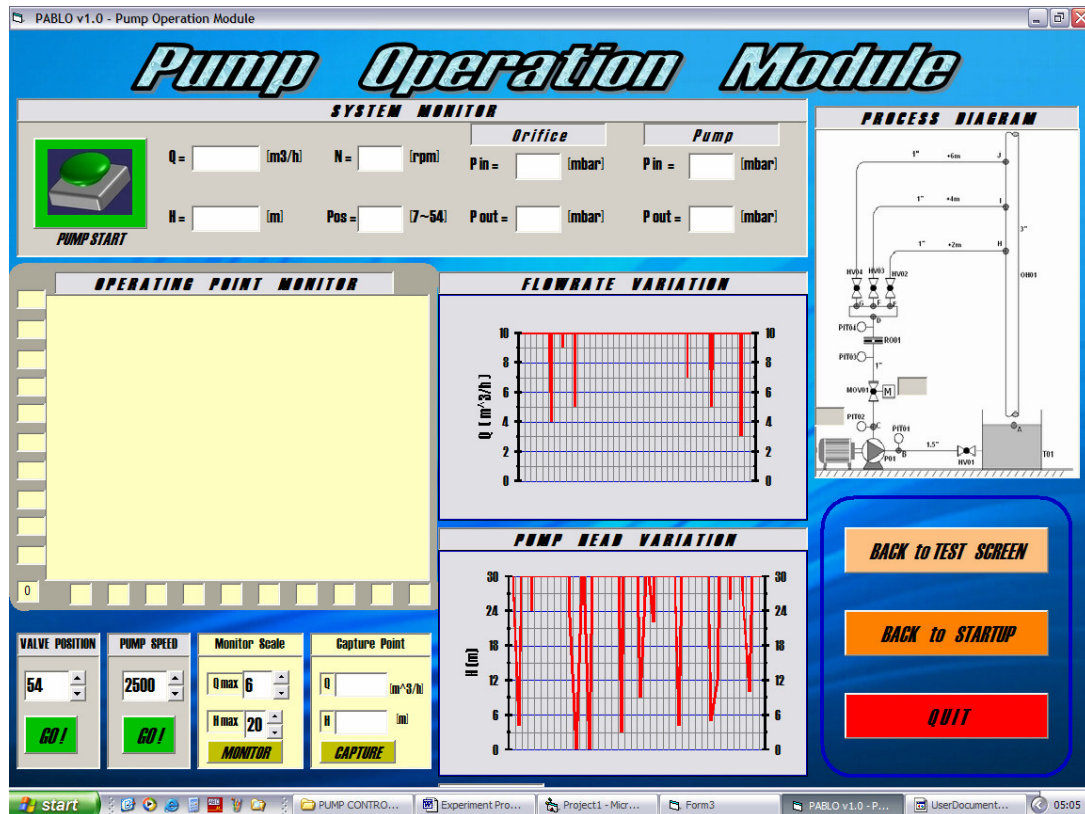 PABLO v1.0 - Pump Operation Module
Pump Operation Module
SYSTEM MONITOR
Orifice
Pump
Q = [m3/h]
N = [rpm]
P in = [mbar]
P in = [mbar]
H = [m]
Pos = [7~54]
P out = [mbar]
P out = [mbar]
PUMP START
PROCESS DIAGRAM
1" +6m J
1" +4m I
3"
1" +2m H
HV04 HV03 HV02
OH01
G F E
D
PIT04
RO01
PIT03
1"
MOV01 M
PIT02
C
PIT01
A
1.5"
P01 B
HV01
T01
OPERATING POINT MONITOR
0
FLOWRATE VARIATION
Q [ m^3/h ]
10 10
8 8
6 6
4 4
2 2
0 0
PUMP HEAD VARIATION
H (m)
30 30
24 24
18 18
12 12
6 6
0 0
BACK to TEST SCREEN
BACK to STARTUP
QUIT
VALVE POSITION
54
GO!
PUMP SPEED
2500
GO!
Monitor Scale
Q max 6
H max 20
MONITOR
Capture Point
Q [m^3/h]
H [m]
CAPTURE
start
PUMP CONTRO...
Experiment Pro...
Project1 - Micr...
Form3
PABLO v1.0 - P...
UserDocument...
05:05